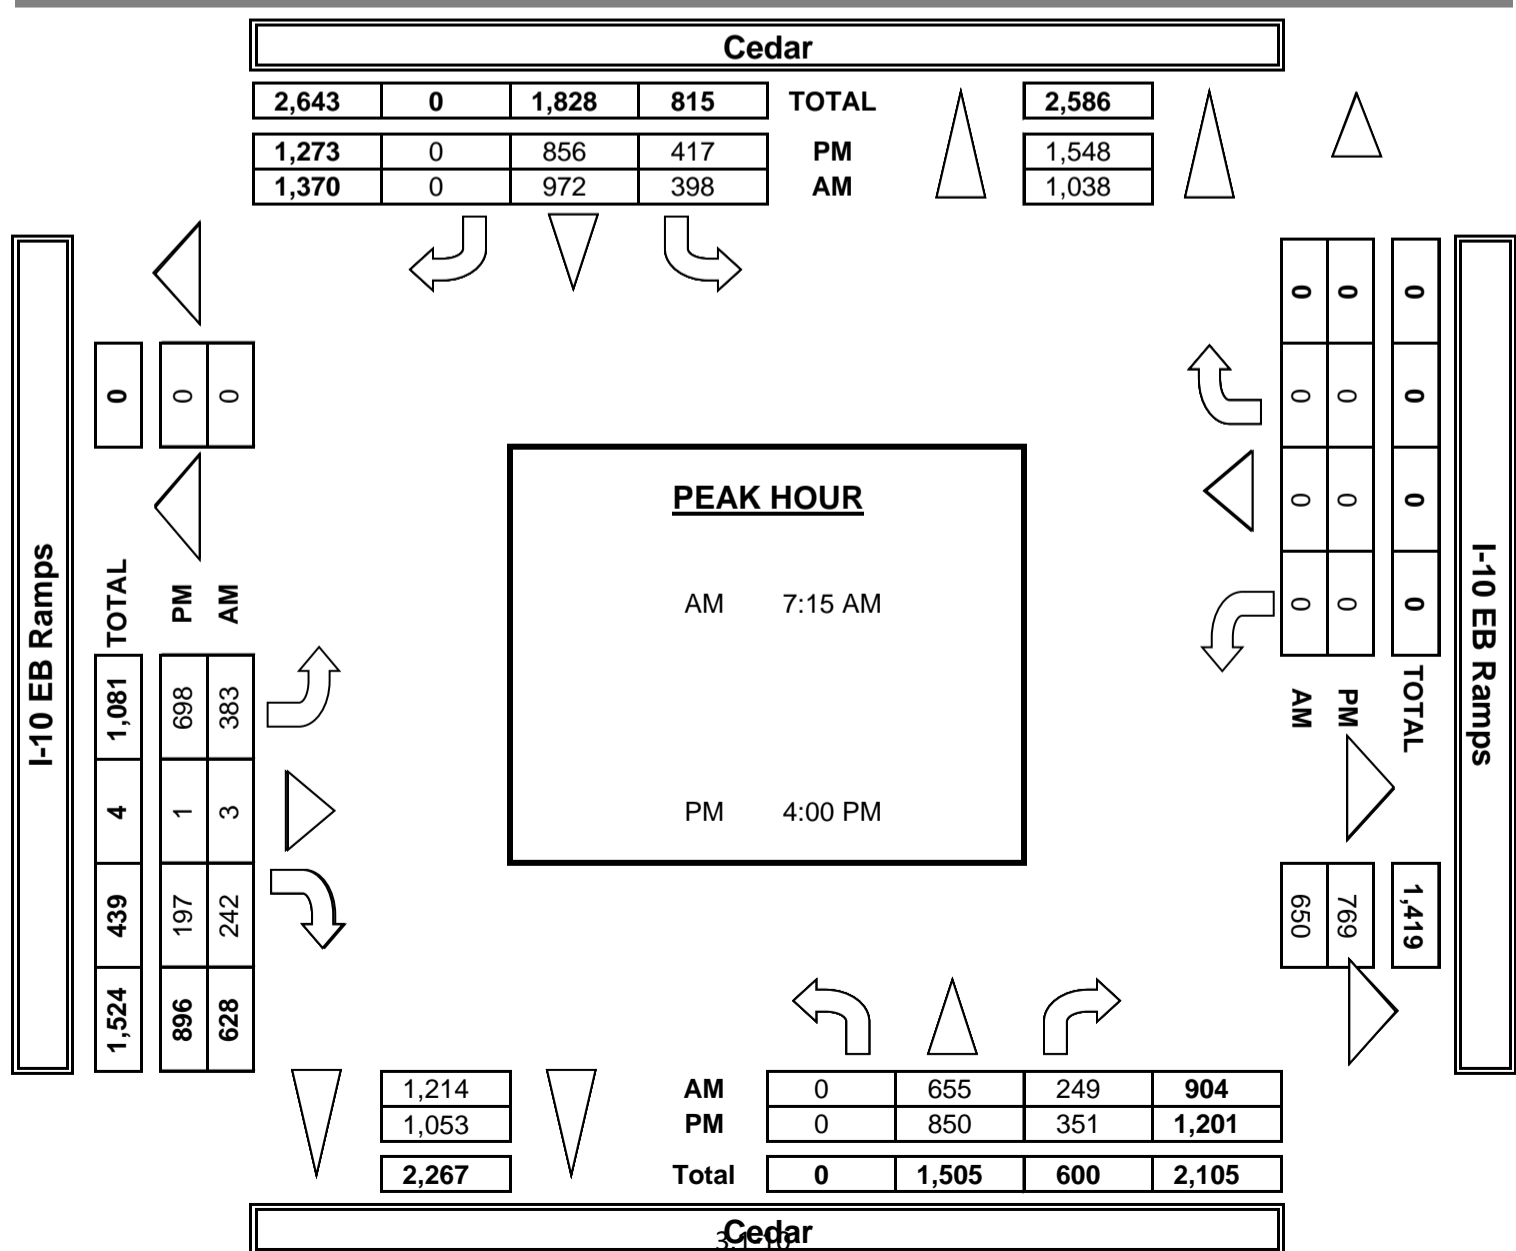 Cedar
2,643 0 1,828 815 TOTAL 2,586
1,273 0 856 417 PM 1,548
1,370 0 972 398 AM 1,038
I-10 EB Ramps
0 0 0
TOTAL PM AM
1,081 698 383
4 1 3
439 197 242
1,524 896 628
PEAK HOUR
AM 7:15 AM
PM 4:00 PM
0 0 0
0 0 0
0 0 0
0 0 0
AM PM TOTAL
650 769 1,419
I-10 EB Ramps
1,214 AM 0 655 249 904
1,053 PM 0 850 351 1,201
2,267 Total 0 1,505 600 2,105
Cedar
3.1-10